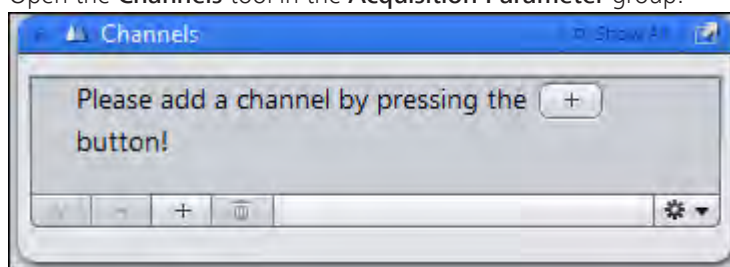 Open the Channels tool in the Acquisition Parameter group.
Channels Show All
Please add a channel by pressing the +
button!
+